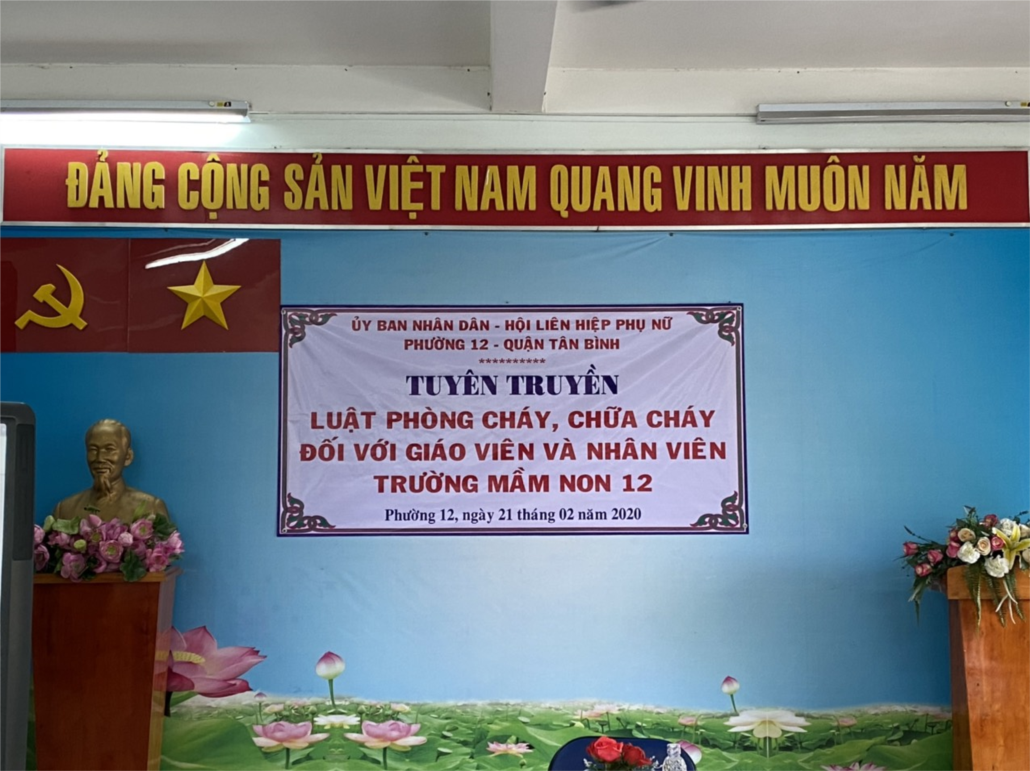 ĐẢNG CỘNG SẢN VIỆT NAM QUANG VINH MUÔN NĂM
ỦY BAN NHÂN DÂN - HỘI LIÊN HIỆP PHỤ NỮ
PHƯỜNG 12 - QUẬN TÂN BÌNH
**********
TUYÊN TRUYỀN
LUẬT PHÒNG CHÁY, CHỮA CHÁY
ĐỐI VỚI GIÁO VIÊN VÀ NHÂN VIÊN
TRƯỜNG MẦM NON 12
Phường 12, ngày 21 tháng 02 năm 2020